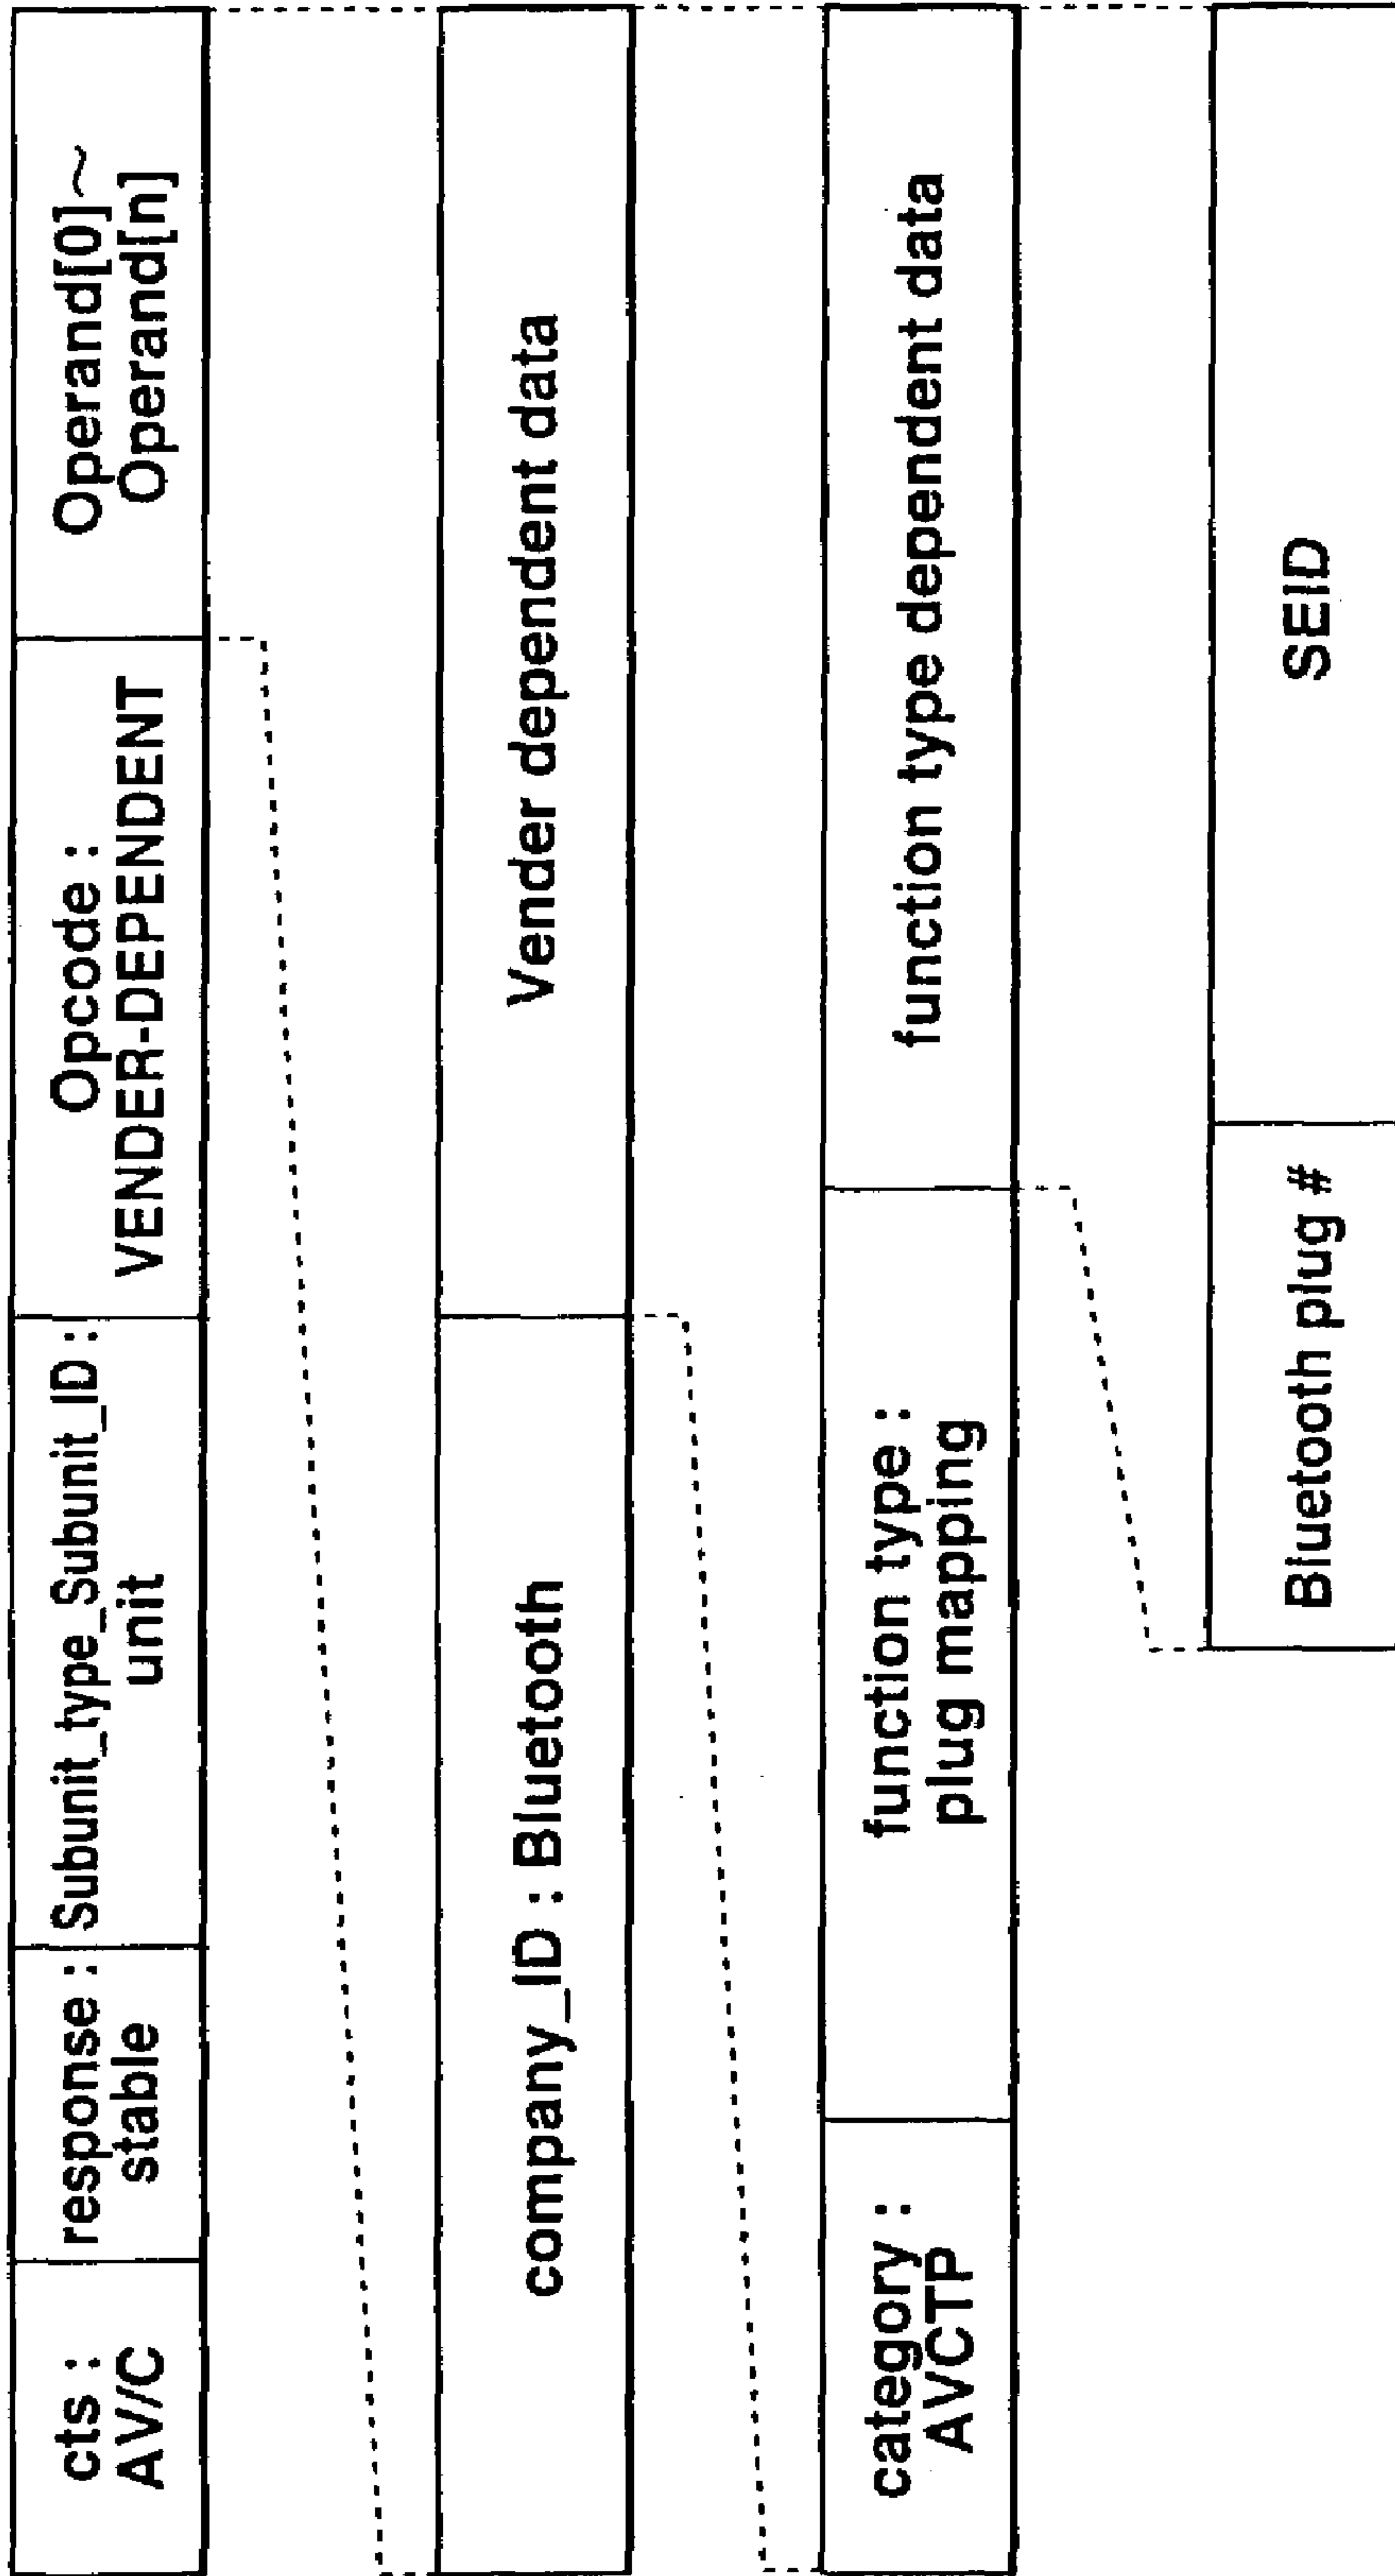 cts :
AV/C
response :
stable
Subunit_type_Subunit_ID :
unit
Opcode :
VENDER-DEPENDENT
Operand[0]~
Operand[n]
company_ID : Bluetooth
Vender dependent data
category :
AVCTP
function type :
plug mapping
function type dependent data
Bluetooth plug #
SEID